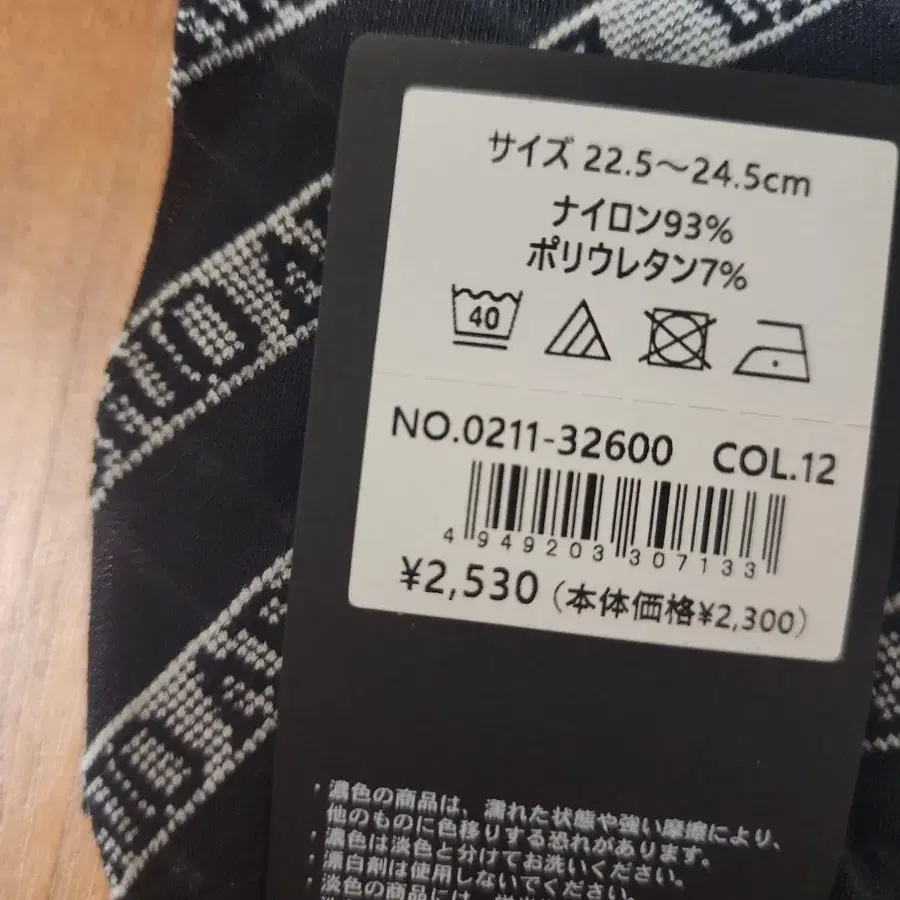 サイズ 22.5～24.5cm
ナイロン93%
ポリウレタン7%
40
NO.0211-32600 COL.12
4949203307133
¥2,530（本体価格¥2,300）
・濃色の商品は、濡れた状態や強い摩擦により、
他のものに色移りする恐れがあります。
・濃色は淡色と分けてお洗いください。
・漂白剤は使用しないでください。
・淡色の商品には、